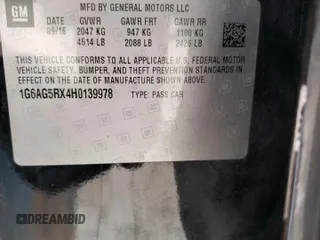 GM
MFD BY GENERAL MOTORS LLC
DATE GVWR GAWR FRT GAWR RR
09/16 2047 KG 947 KG 1100 KG
4514 LB 2088 LB 2426 LB
THIS VEHICLE CONFORMS TO ALL APPLICABLE U.S. FEDERAL MOTOR
VEHICLE SAFETY, BUMPER, AND THEFT PREVENTION STANDARDS IN
EFFECT ON THE DATE OF MANUFACTURE SHOWN ABOVE.
1G6AG5RX4H0139978 TYPE: PASS CAR
DREAMBID